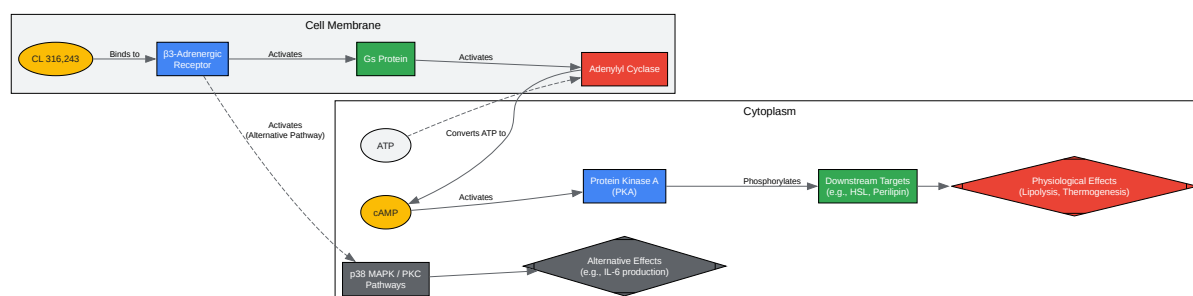 Cell Membrane
CL 316,243
Binds to
β3-Adrenergic
Receptor
Activates
Gs Protein
Activates
Adenylyl Cyclase
Cytoplasm
Activates
(Alternative Pathway)
ATP
Converts ATP to
cAMP
Activates
Protein Kinase A
(PKA)
Phosphorylates
Downstream Targets
(e.g., HSL, Perilipin)
Physiological Effects
(Lipolysis, Thermogenesis)
p38 MAPK / PKC
Pathways
Alternative Effects
(e.g., IL-6 production)